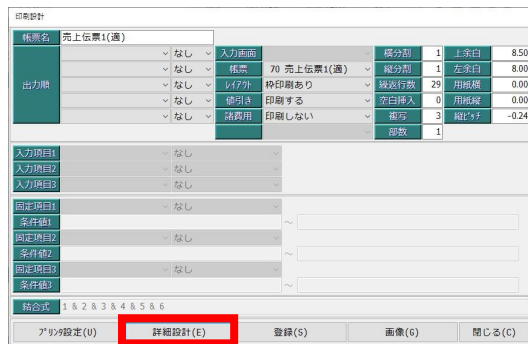 印刷設計
帳票名 売上伝票1(適)
なし 入力画面 横分割 1 上余白 8.50
なし 帳票 70 売上伝票1(適) 縦分割 1 左余白 8.00
出力順 なし レイアウト 枠印刷あり 繰返行数 29 用紙横 0.00
なし 値引き 印刷する 空白挿入 0 用紙縦 0.00
なし 諸費用 印刷しない 複写 3 縦ピッチ -0.24
部数 1
入力項目1 なし
入力項目2 なし
入力項目3 なし
固定項目1 なし
条件値1 ～
固定項目2 なし
条件値2 ～
固定項目3 なし
条件値3 ～
結合式 1 & 2 & 3 & 4 & 5 & 6
プリンタ設定(U) 詳細設計(E) 登録(S) 画像(G) 閉じる(C)